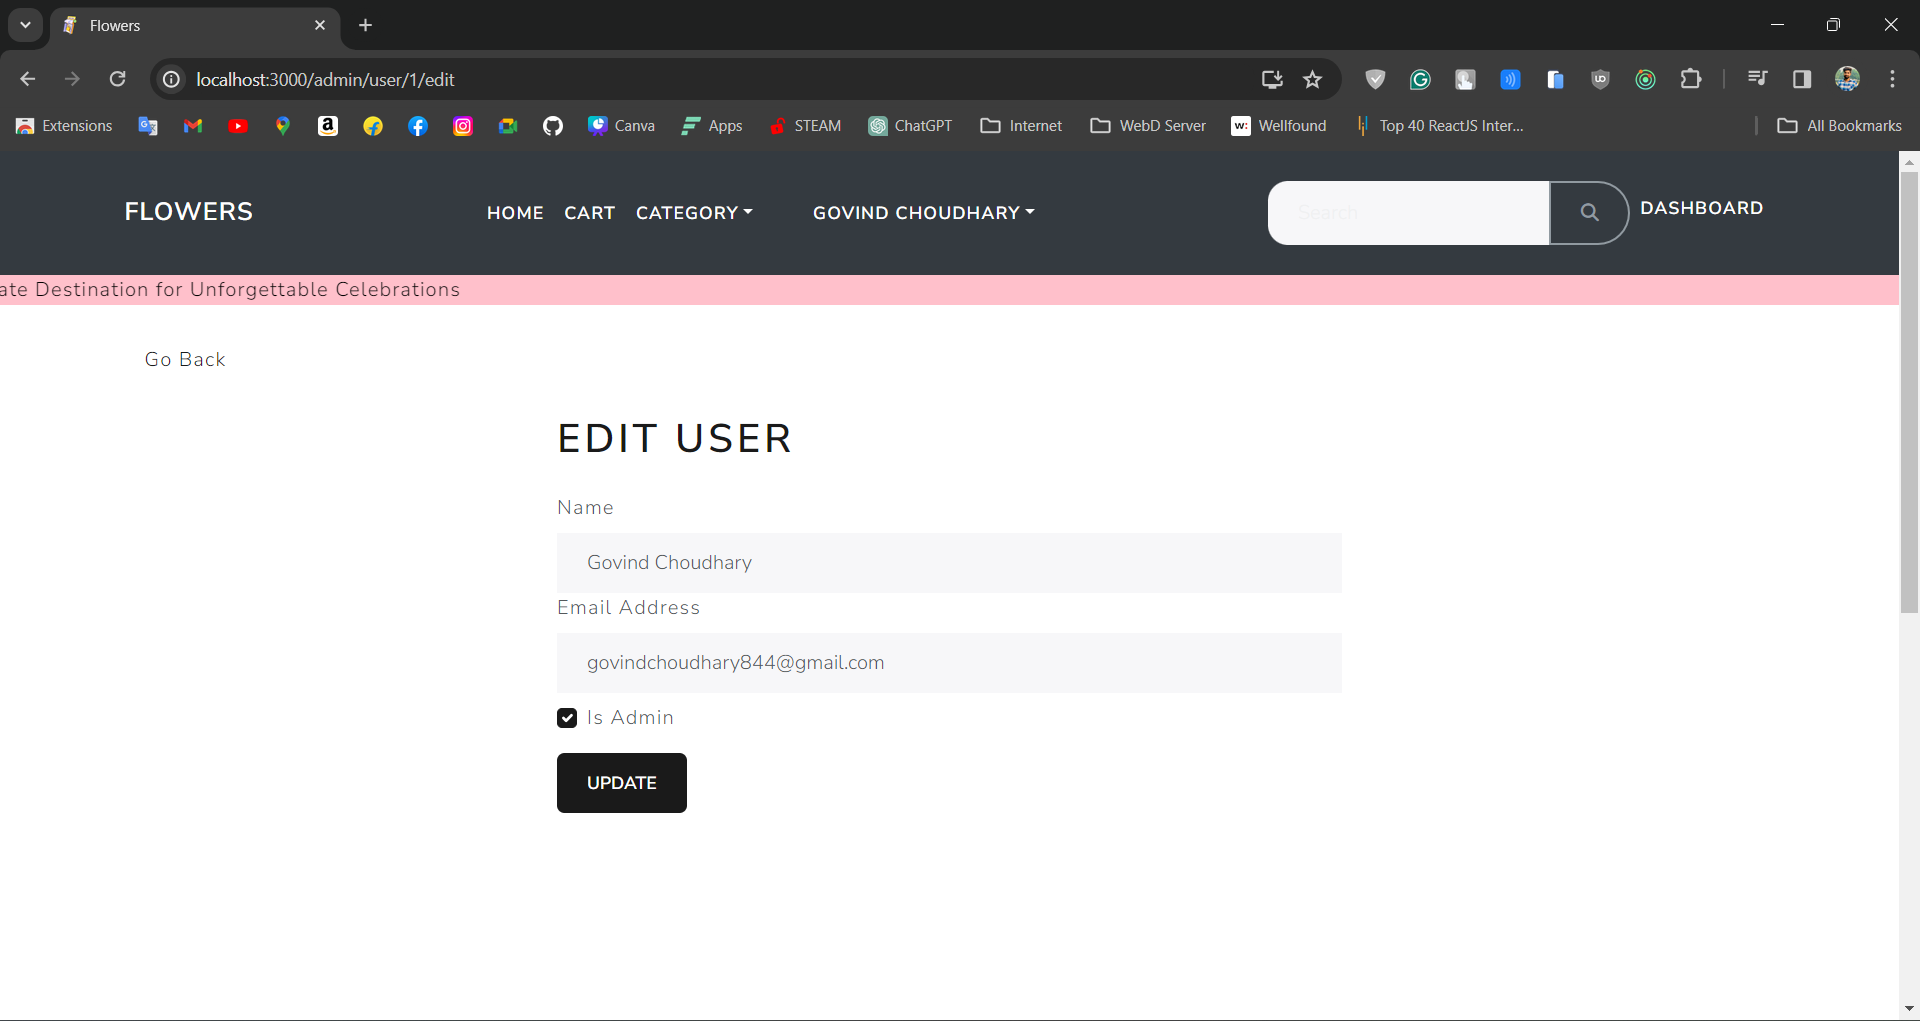 Flowers
localhost:3000/admin/user/1/edit
Extensions
Canva
Apps
STEAM
ChatGPT
Internet
WebD Server
w:
Wellfound
Top 40 ReactJS Inter...
All Bookmarks
FLOWERS
HOME
CART
CATEGORY
GOVIND CHOUDHARY
Search
DASHBOARD
ate Destination for Unforgettable Celebrations
Go Back
EDIT USER
Name
Govind Choudhary
Email Address
govindchoudhary844@gmail.com
Is Admin
UPDATE